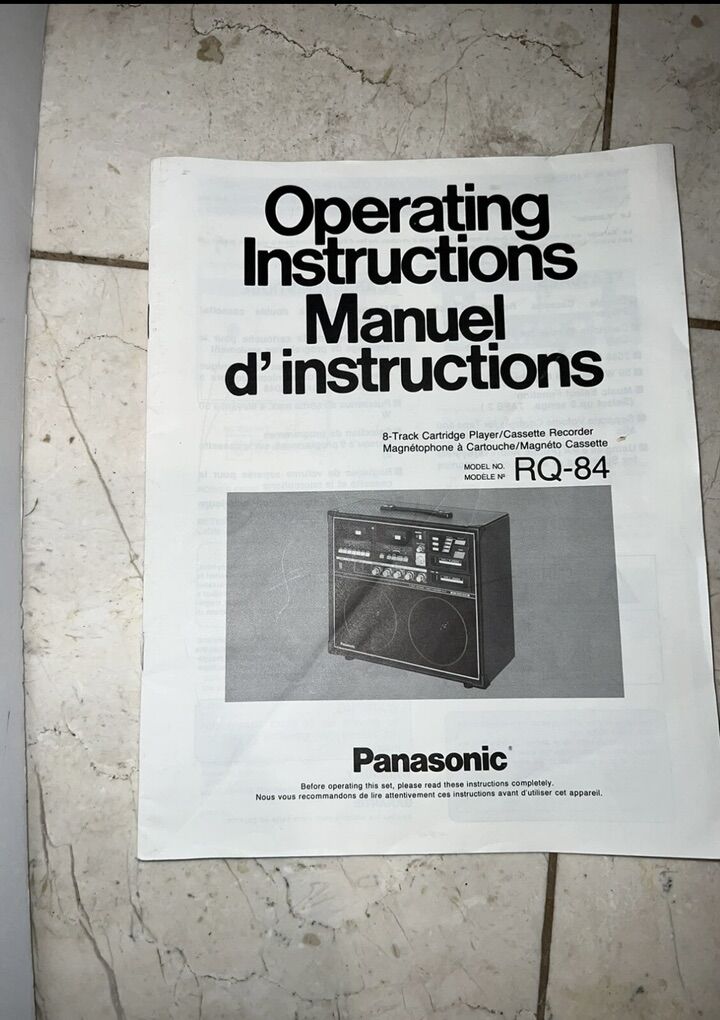 Operating
Instructions
Manuel
d'instructions
8-Track Cartridge Player/Cassette Recorder
Magnétophone à Cartouche/Magnéto Cassette
MODEL NO.
MODÈLE Nº
RQ-84
Panasonic®
Before operating this set, please read these instructions completely.
Nous vous recommandons de lire attentivement ces instructions avant d'utiliser cet appareil.